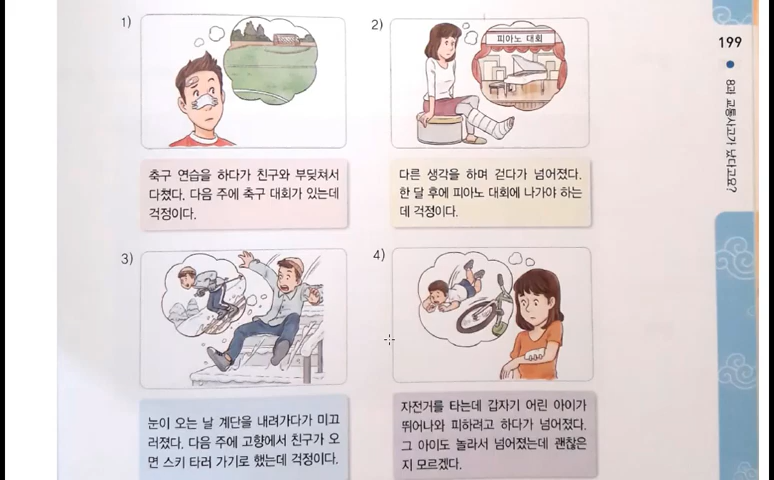 1)
축구 연습을 하다가 친구와 부딪쳐서
다쳤다. 다음 주에 축구 대회가 있는데
걱정이다.
2)
피아노 대회
다른 생각을 하며 걷다가 넘어졌다.
한 달 후에 피아노 대회에 나가야 하는
데 걱정이다.
3)
눈이 오는 날 계단을 내려가다가 미끄
러졌다. 다음 주에 고향에서 친구가 오
면 스키 타러 가기로 했는데 걱정이다.
4)
자전거를 타는데 갑자기 어린 아이가
뛰어나와 피하려고 하다가 넘어졌다.
그 아이도 놀라서 넘어졌는데 괜찮은
지 모르겠다.
199
8과 교통사고가 났다고요?